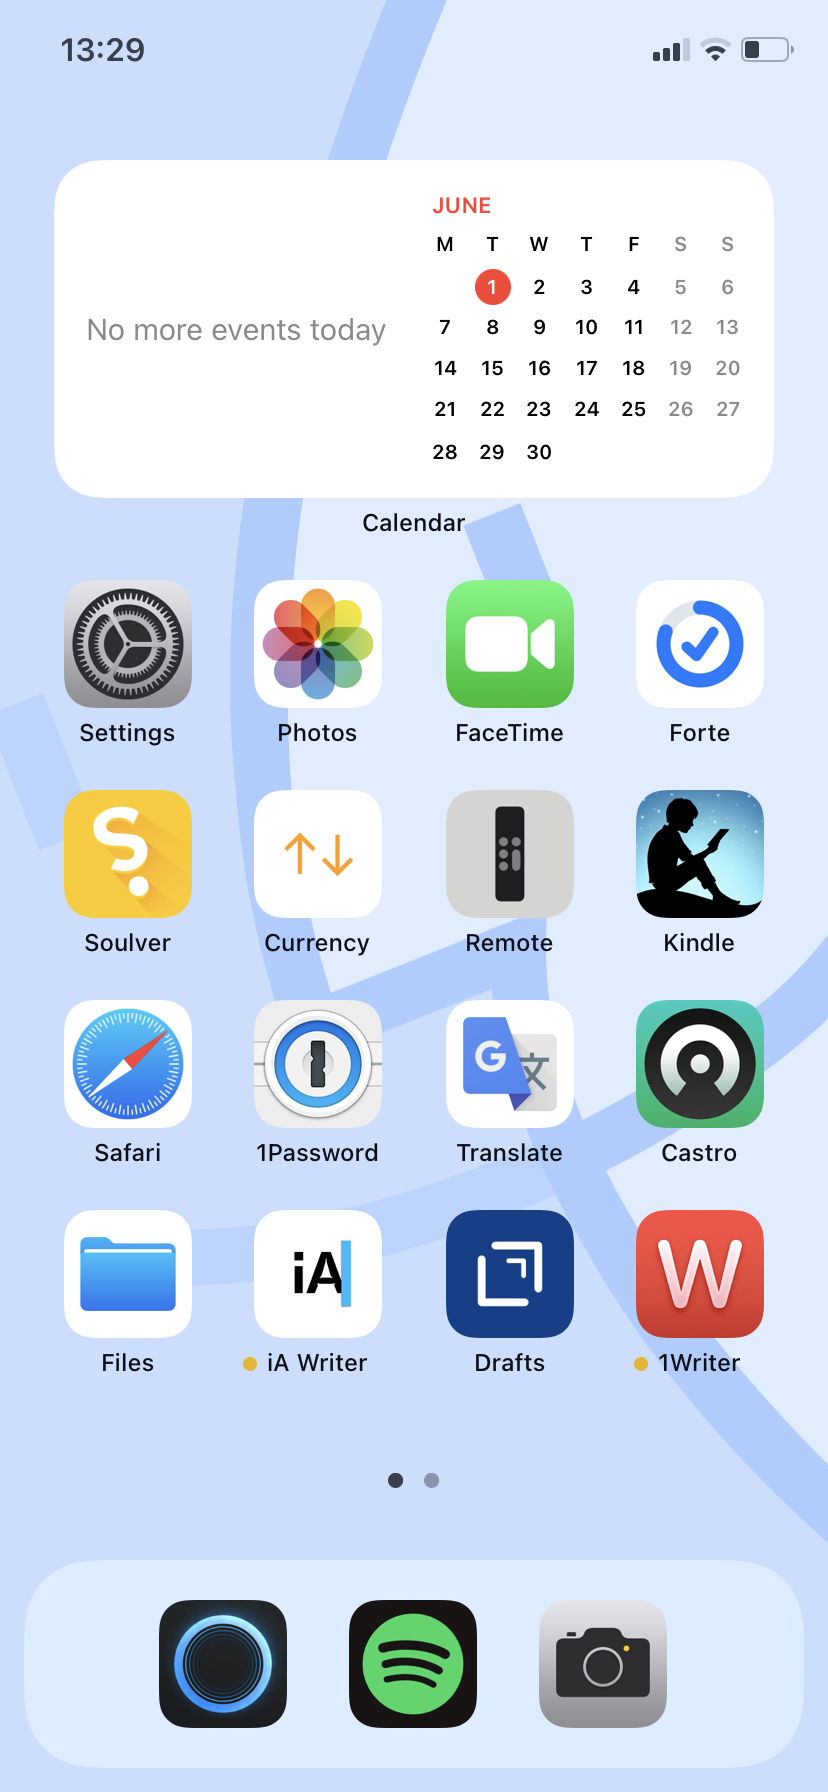 13:29
JUNE
M T W T F S S
1 2 3 4 5 6
No more events today
7 8 9 10 11 12 13
14 15 16 17 18 19 20
21 22 23 24 25 26 27
28 29 30
Calendar
Settings Photos FaceTime Forte
Soulver Currency Remote Kindle
G 文
Safari 1Password Translate Castro
iA W
Files iA Writer Drafts 1Writer